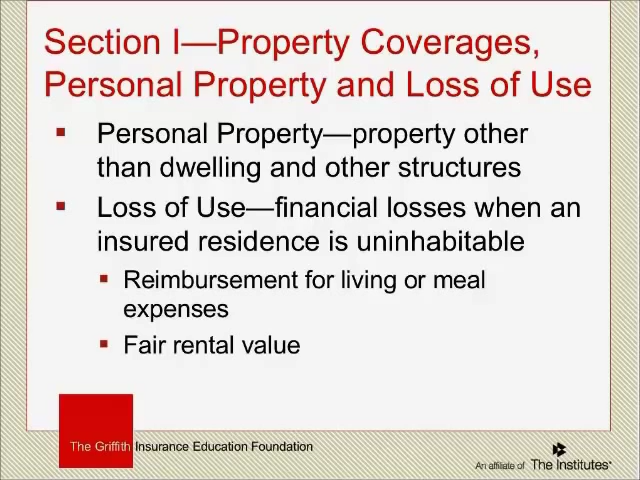 Section I—Property Coverages,
Personal Property and Loss of Use
Personal Property—property other
than dwelling and other structures
Loss of Use—financial losses when an
insured residence is uninhabitable
Reimbursement for living or meal
expenses
Fair rental value
The Griffith Insurance Education Foundation
An affiliate of The Institutes